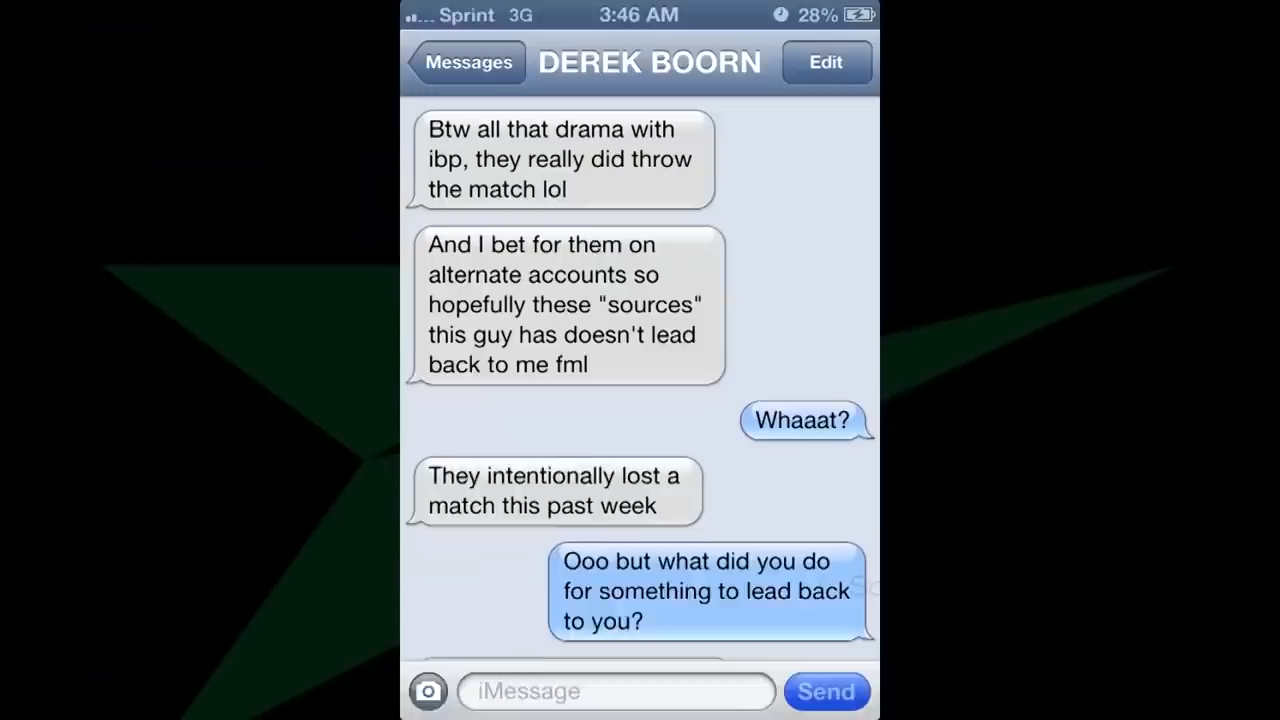 Sprint 3G 3:46 AM 28%
Messages DEREK BOORN Edit
Btw all that drama with
ibp, they really did throw
the match lol
And I bet for them on
alternate accounts so
hopefully these "sources"
this guy has doesn't lead
back to me fml
Whaaat?
They intentionally lost a
match this past week
Ooo but what did you do
for something to lead back
to you?
iMessage Send